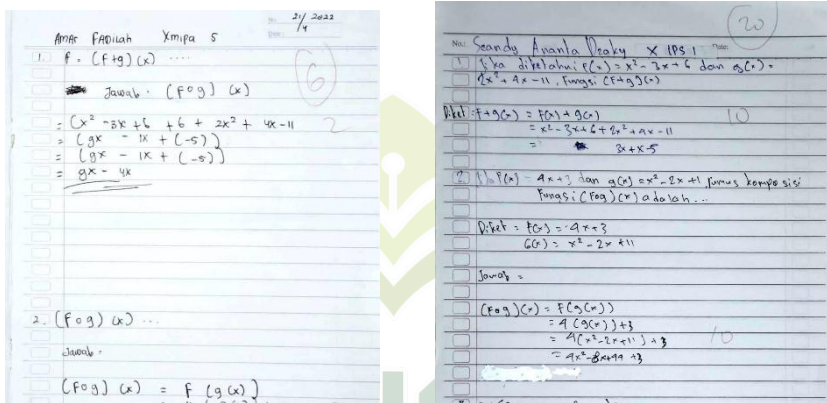 21/4 2022
Amar Fadilah Xmipa 5
6
1. f. (f+g) (x) ....
Jawab. (fog) (x)
= (x² -3x +6 +6 + 2x² + 4x -11
2
= (9x - 1x + (-5))
= (9x - 1x + (-5))
= 9x - 4x
2. (fog) (x) ...
Jawab =
(fog) (x) = f (g(x))
20
No: Seandy Ananta Dzaky X IPS 1
1. Jika diketahui f(x) = x² - 3x + 6 dan g(x) =
2x² + 4x - 11, Fungsi (f+g)(x)
Diket : f+g(x) = f(x) + g(x)
10
= x² - 3x + 6 + 2x² + 4x - 11
= 3x + x - 5
2. f(x) = 4x + 3 dan g(x) = x² - 2x + 1, rumus komposisi
fungsi (fog)(x) adalah ...
Diket = f(x) = 4x + 3
G(x) = x² - 2x + 11
Jawab =
(fog)(x) = f(g(x))
= 4(g(x)) + 3
= 4(x² - 2x + 11) + 3
10
= 4x² - 8x + 44 + 3